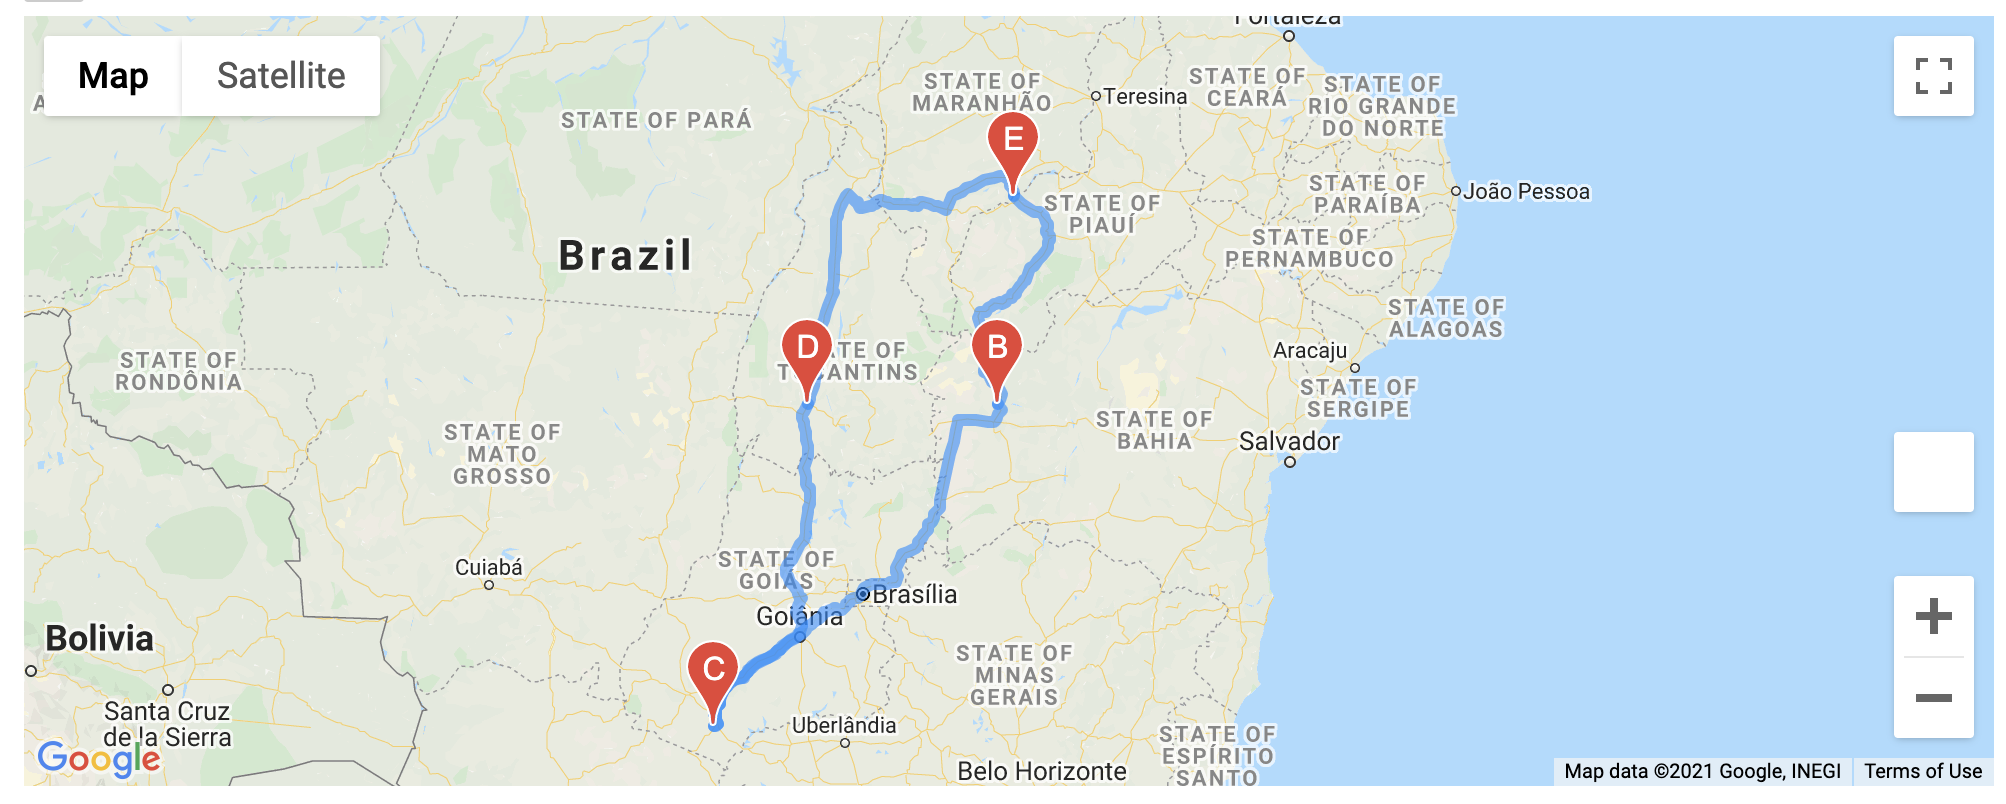 Map
Satellite
Fortaleza
STATE OF
MARANHÃO
Teresina
STATE OF
CEARÁ
STATE OF
RIO GRANDE
DO NORTE
STATE OF PARÁ
A
E
STATE OF
PARAÍBA
João Pessoa
STATE OF
PIAUÍ
Brazil
STATE OF
PERNAMBUCO
STATE OF
ALAGOAS
D
B
STATE OF
RONDÔNIA
ATE OF
T CANTINS
Aracaju
STATE OF
SERGIPE
STATE OF
MATO
GROSSO
STATE OF
BAHIA
Salvador
Cuiabá
STATE OF
GOIÁS
Brasília
Goiânia
Bolivia
C
STATE OF
MINAS
GERAIS
Santa Cruz
de la Sierra
Uberlândia
STATE OF
ESPÍRITO
SANTO
Belo Horizonte
Google
Map data ©2021 Google, INEGI
Terms of Use